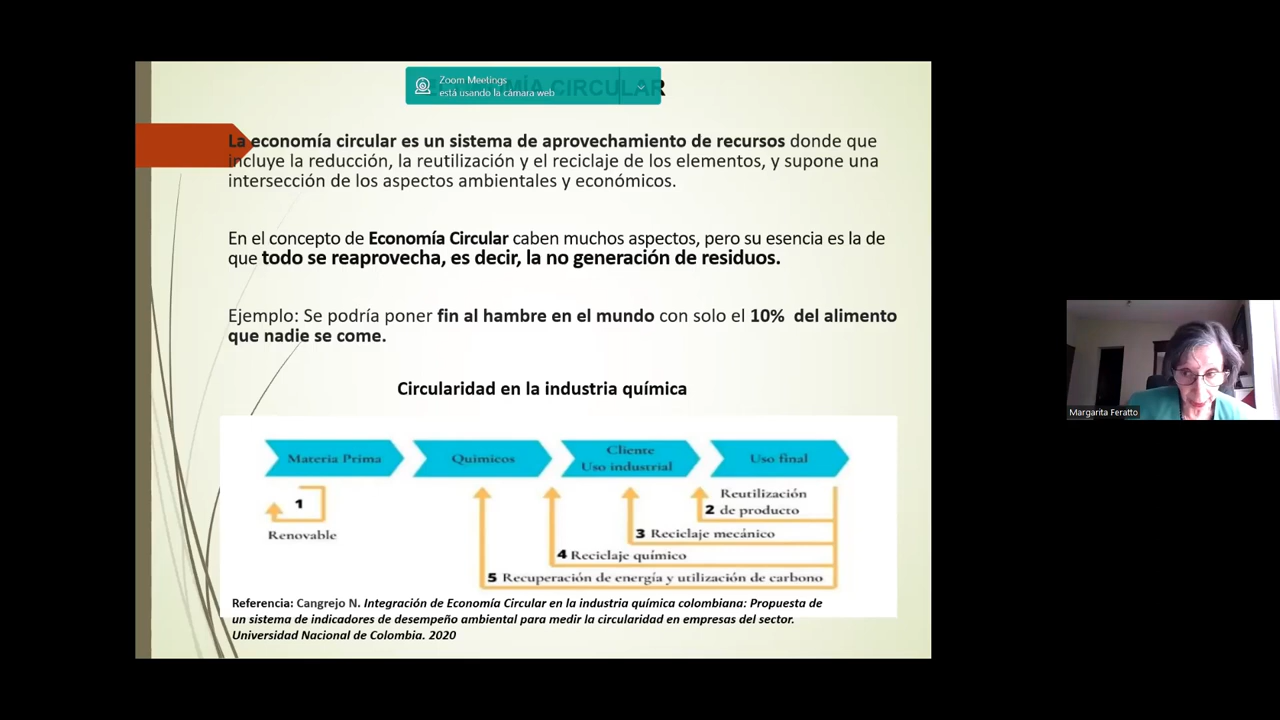 Zoom Meetings
está usando la cámara web
MÍA CIRCULAR
La economía circular es un sistema de aprovechamiento de recursos donde que
incluye la reducción, la reutilización y el reciclaje de los elementos, y supone una
intersección de los aspectos ambientales y económicos.
En el concepto de Economía Circular caben muchos aspectos, pero su esencia es la de
que todo se reaprovecha, es decir, la no generación de residuos.
Ejemplo: Se podría poner fin al hambre en el mundo con solo el 10% del alimento
que nadie se come.
Circularidad en la industria química
Materia Prima
Químicos
Cliente
Uso industrial
Uso final
1
Renovable
Reutilización
2 de producto
3 Reciclaje mecánico
4 Reciclaje químico
5 Recuperación de energía y utilización de carbono
Referencia: Cangrejo N. Integración de Economía Circular en la industria química colombiana: Propuesta de
un sistema de indicadores de desempeño ambiental para medir la circularidad en empresas del sector.
Universidad Nacional de Colombia. 2020
Margarita Feratto